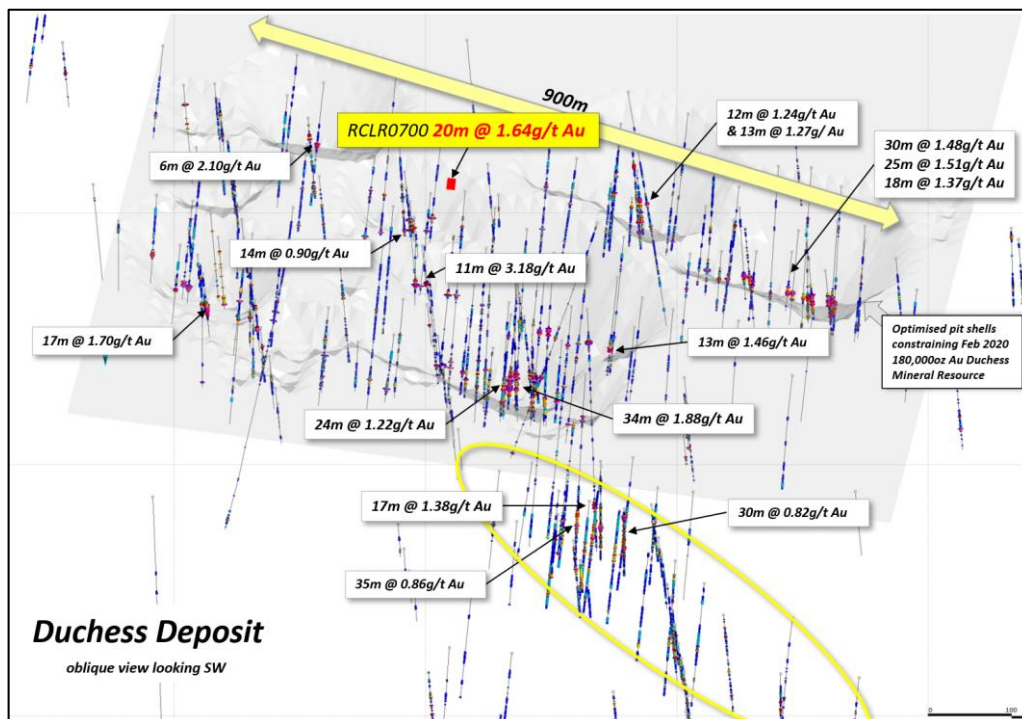 900m
RCLR0700 20m @ 1.64g/t Au
12m @ 1.24g/t Au
& 13m @ 1.27g/ Au
30m @ 1.48g/t Au
25m @ 1.51g/t Au
18m @ 1.37g/t Au
6m @ 2.10g/t Au
14m @ 0.90g/t Au
11m @ 3.18g/t Au
17m @ 1.70g/t Au
13m @ 1.46g/t Au
Optimised pit shells
constraining Feb 2020
180,000oz Au Duchess
Mineral Resource
24m @ 1.22g/t Au
34m @ 1.88g/t Au
17m @ 1.38g/t Au
30m @ 0.82g/t Au
35m @ 0.86g/t Au
Duchess Deposit
oblique view looking SW
0 100